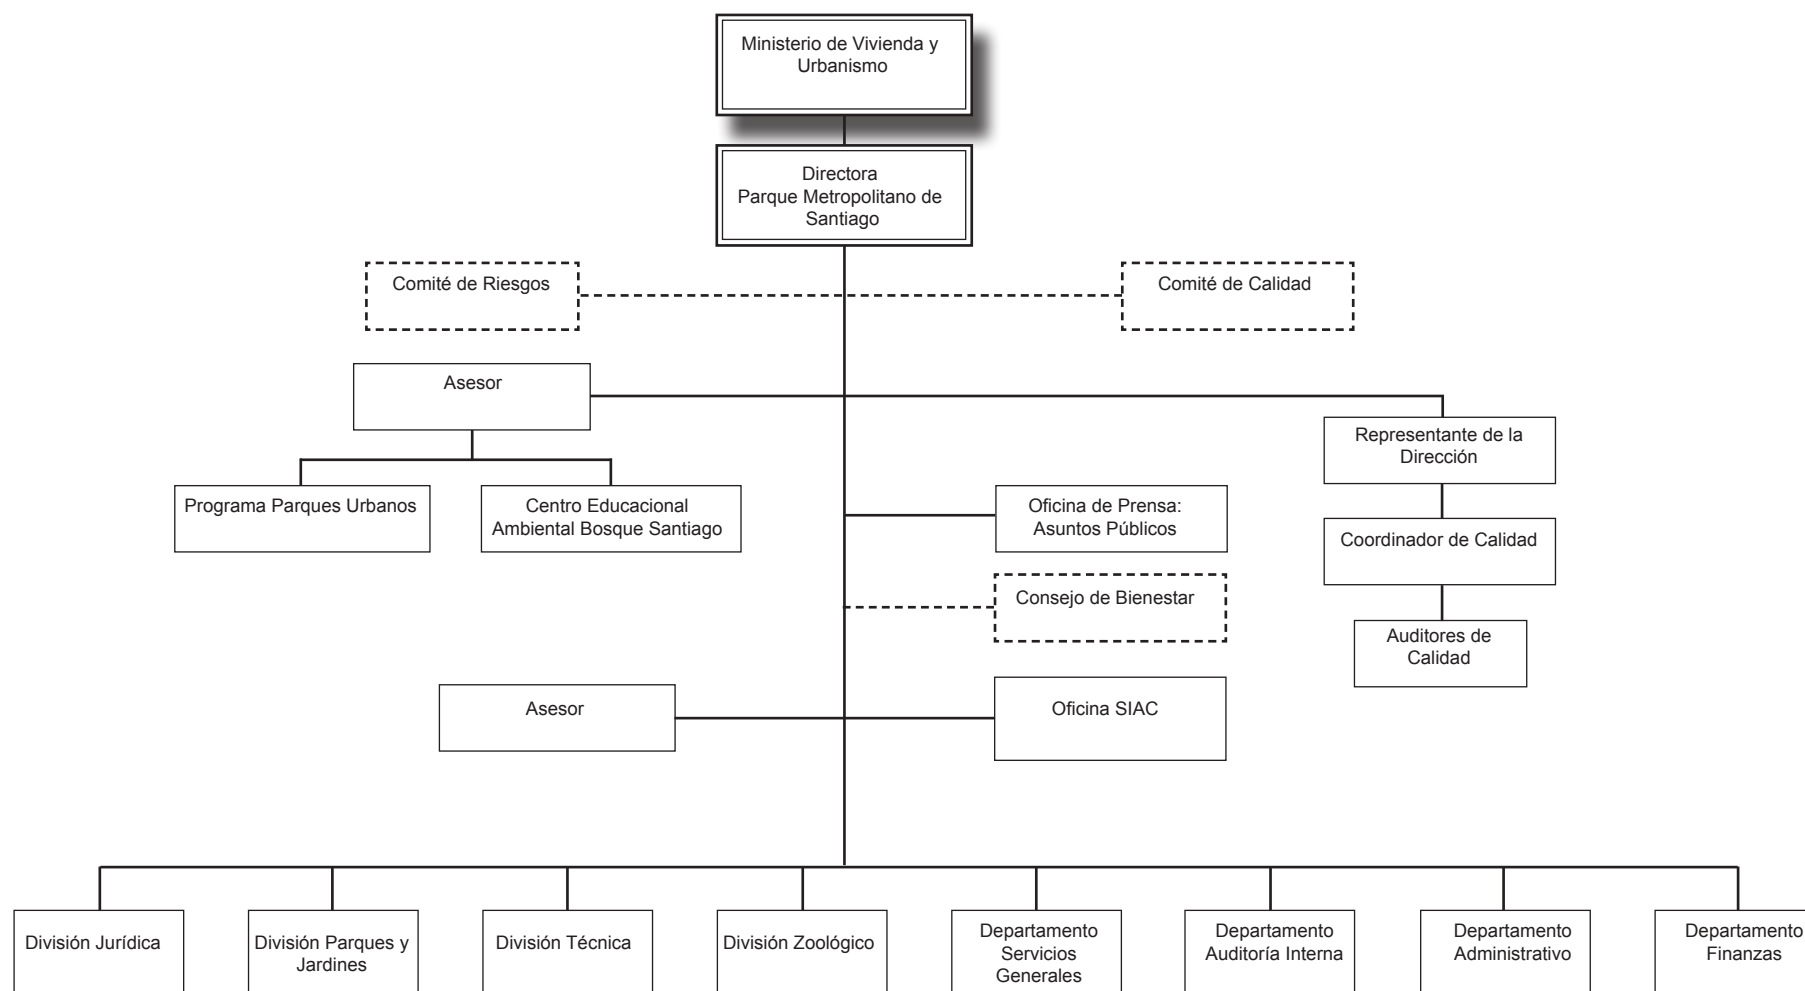 Ministerio de Vivienda y
Urbanismo
Directora
Parque Metropolitano de
Santiago
Comité de Riesgos
Comité de Calidad
Asesor
Representante de la
Dirección
Programa Parques Urbanos
Centro Educacional
Ambiental Bosque Santiago
Oficina de Prensa:
Asuntos Públicos
Coordinador de Calidad
Consejo de Bienestar
Auditores de
Calidad
Asesor
Oficina SIAC
División Jurídica
División Parques y
Jardines
División Técnica
División Zoológico
Departamento
Servicios
Generales
Departamento
Auditoría Interna
Departamento
Administrativo
Departamento
Finanzas